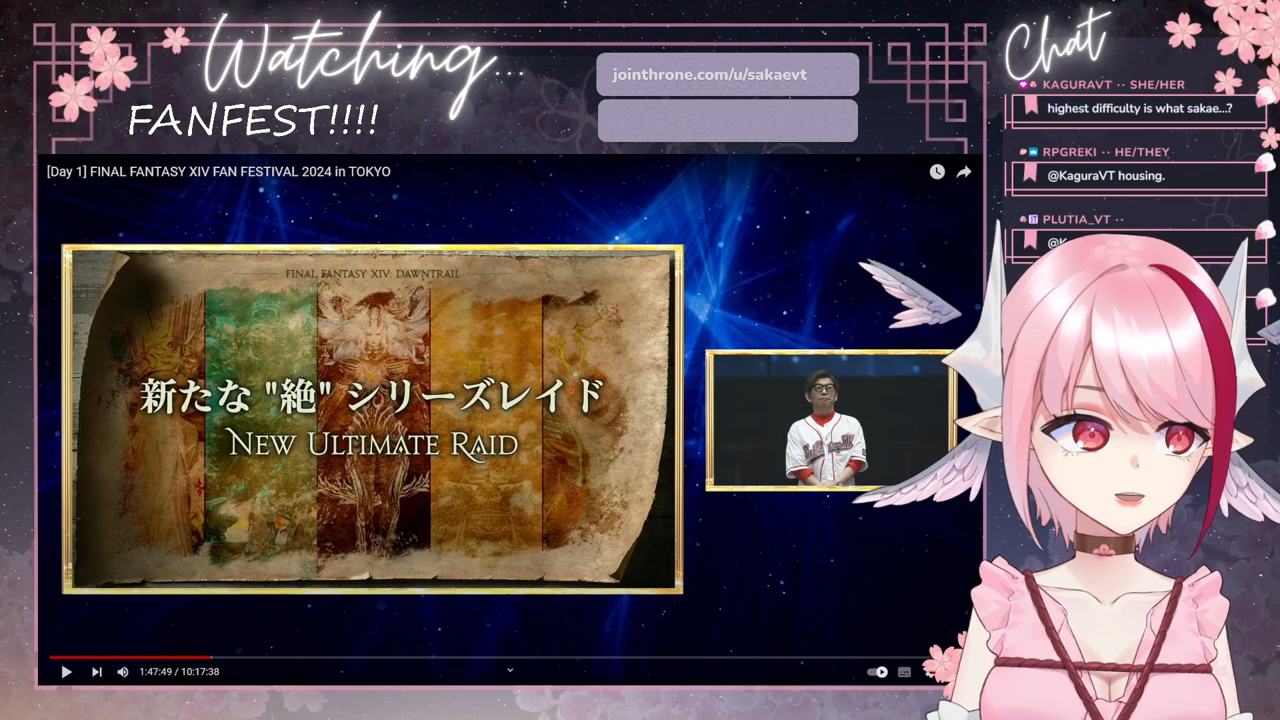 Watching...
FANFEST!!!!
jointhrone.com/u/sakaevt
Chat
KAGURAVT ·· SHE/HER
highest difficulty is what sakae...?
RPGREKI ·· HE/THEY
@KaguraVT housing.
PLUTIA_VT ··
[Day 1] FINAL FANTASY XIV FAN FESTIVAL 2024 in TOKYO
FINAL FANTASY XIV: DAWNTRAIL
新たな "絶" シリーズレイド
NEW ULTIMATE RAID
1:47:49 / 10:17:38